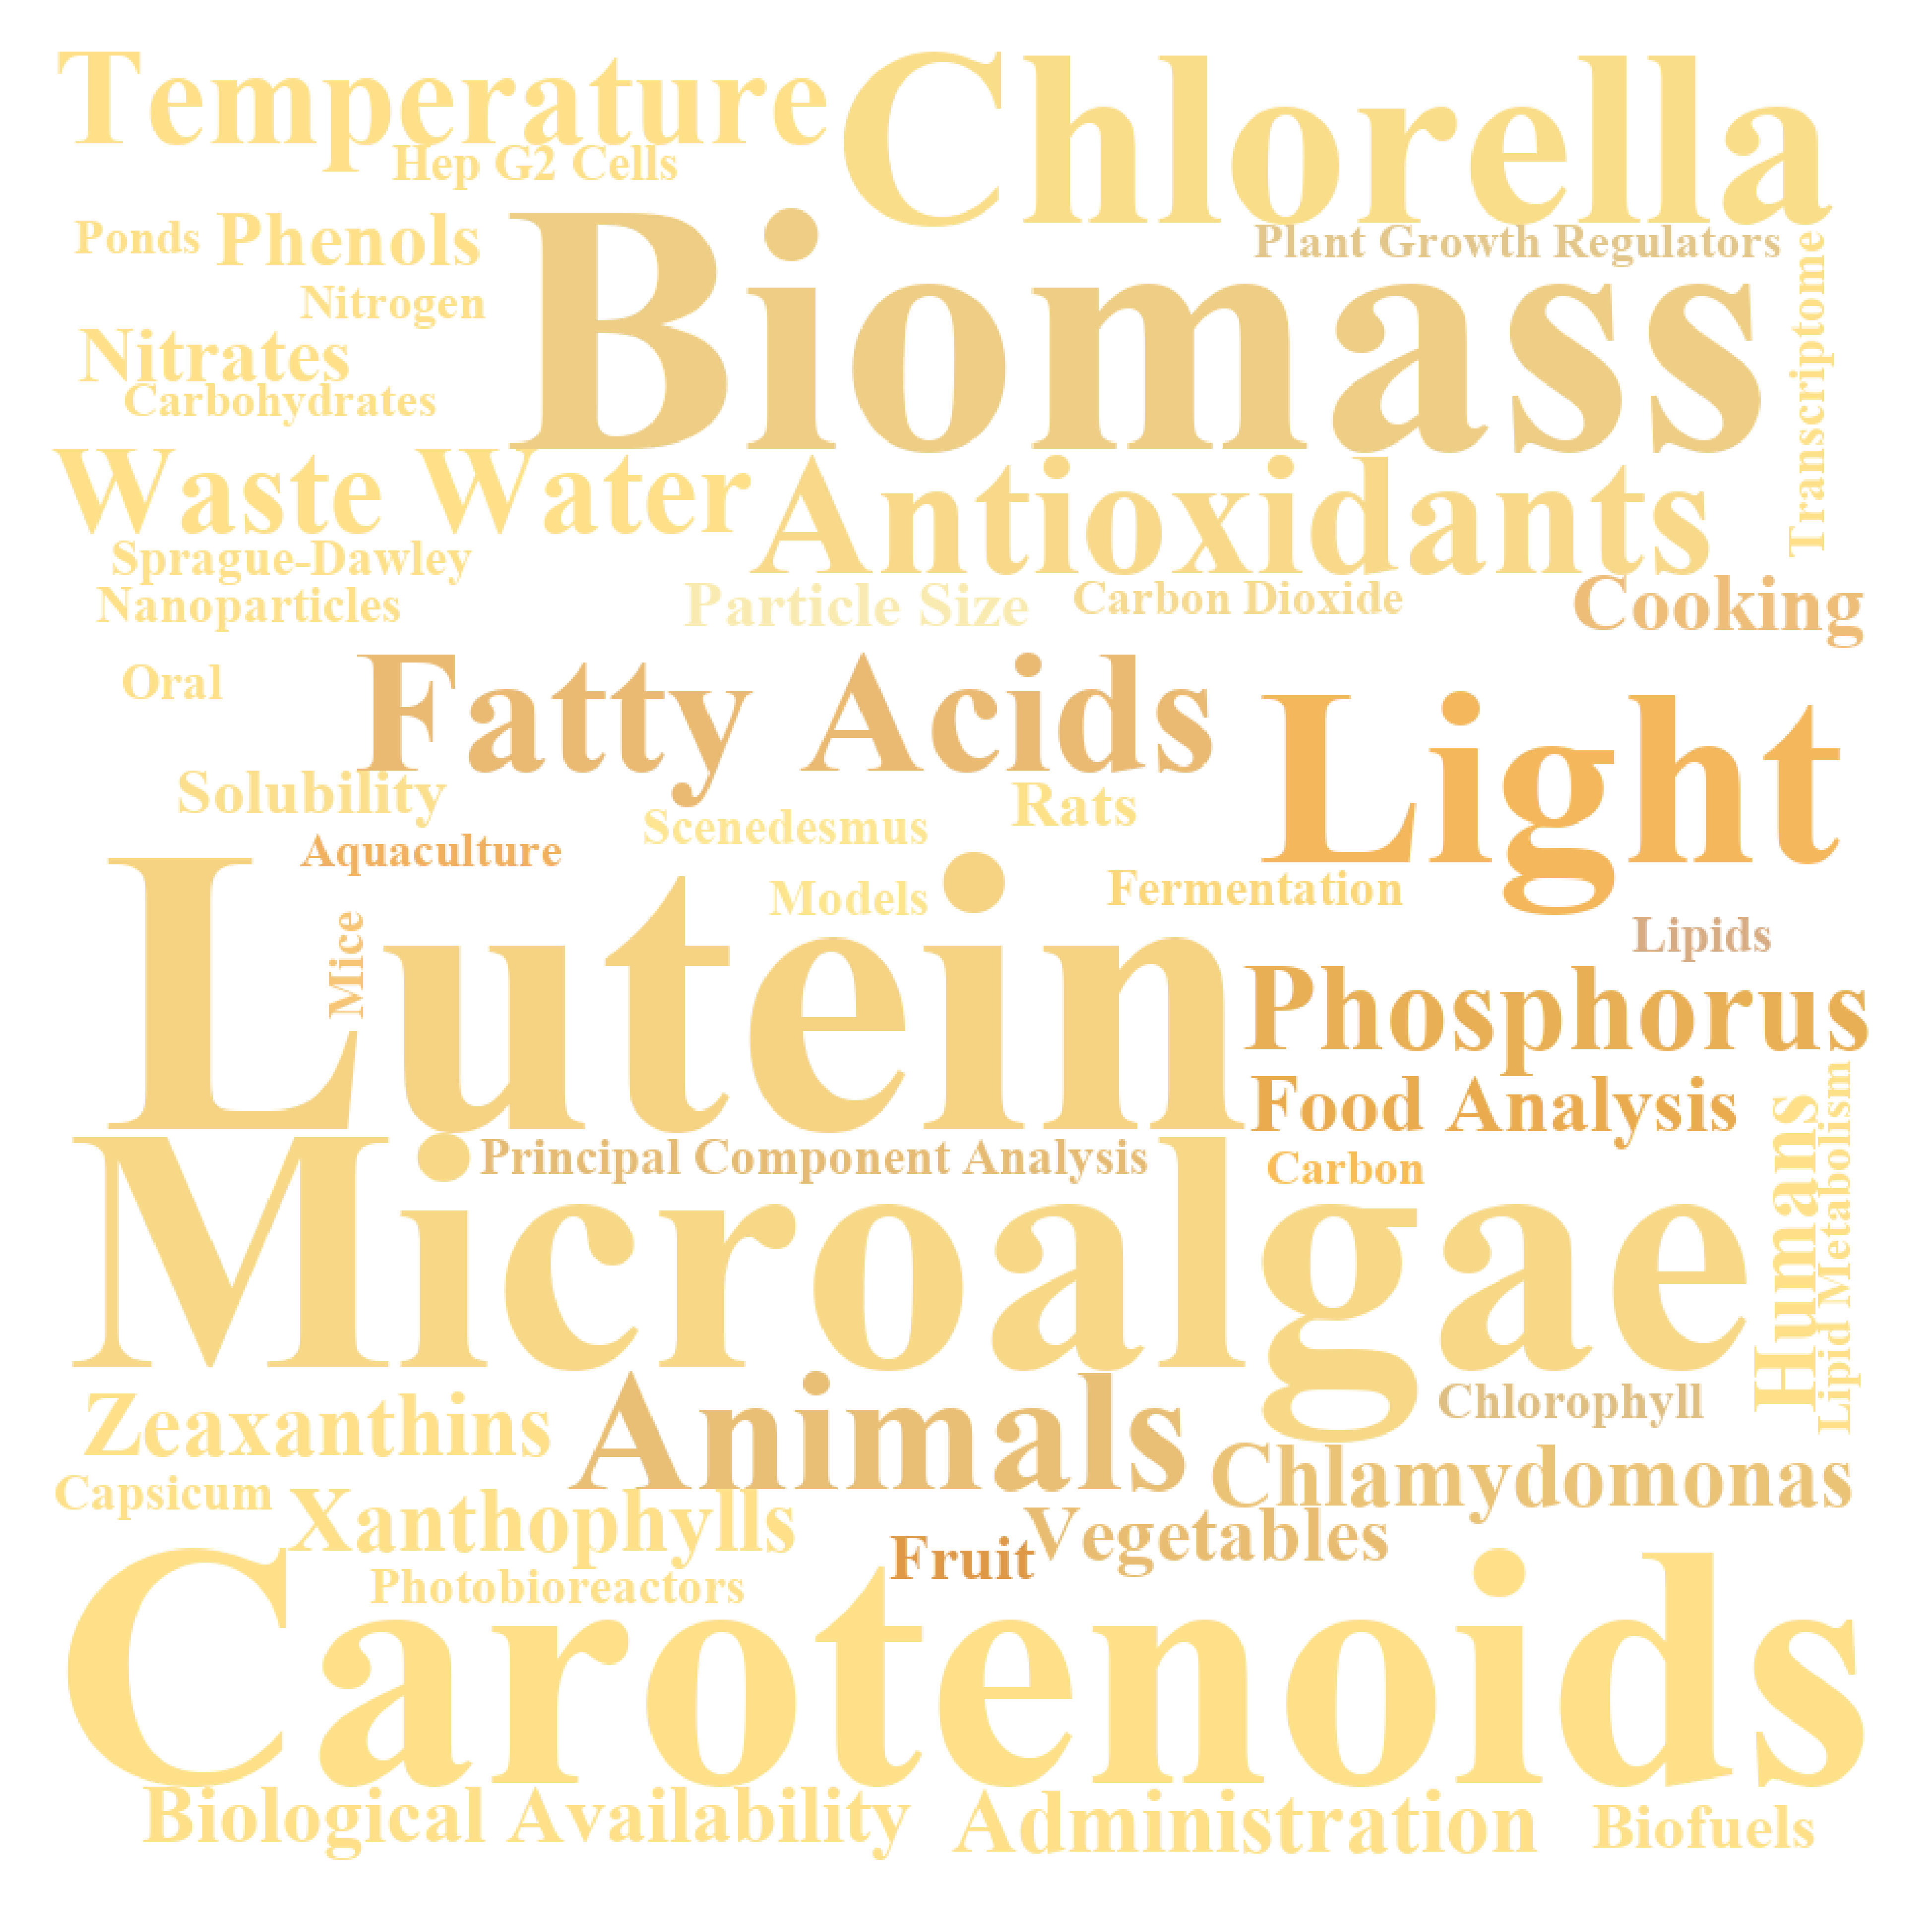 Temperature
Chlorella
Hep G2 Cells
Ponds
Phenols
Biomass
Plant Growth Regulators
Transcriptome
Nitrogen
Nitrates
Carbohydrates
Waste Water
Antioxidants
Sprague-Dawley
Nanoparticles
Particle Size
Carbon Dioxide
Cooking
Oral
Fatty Acids
Light
Solubility
Scenedesmus
Rats
Aquaculture
Models
Fermentation
Mice
Lutein
Lipids
Phosphorus
Food Analysis
Principal Component Analysis
Carbon
Humans
Lipid Metabolism
Microalgae
Zeaxanthins
Animals
Chlorophyll
Chlamydomonas
Capsicum
Xanthophylls
Fruit
Vegetables
Photobioreactors
Carotenoids
Biological Availability
Administration
Biofuels